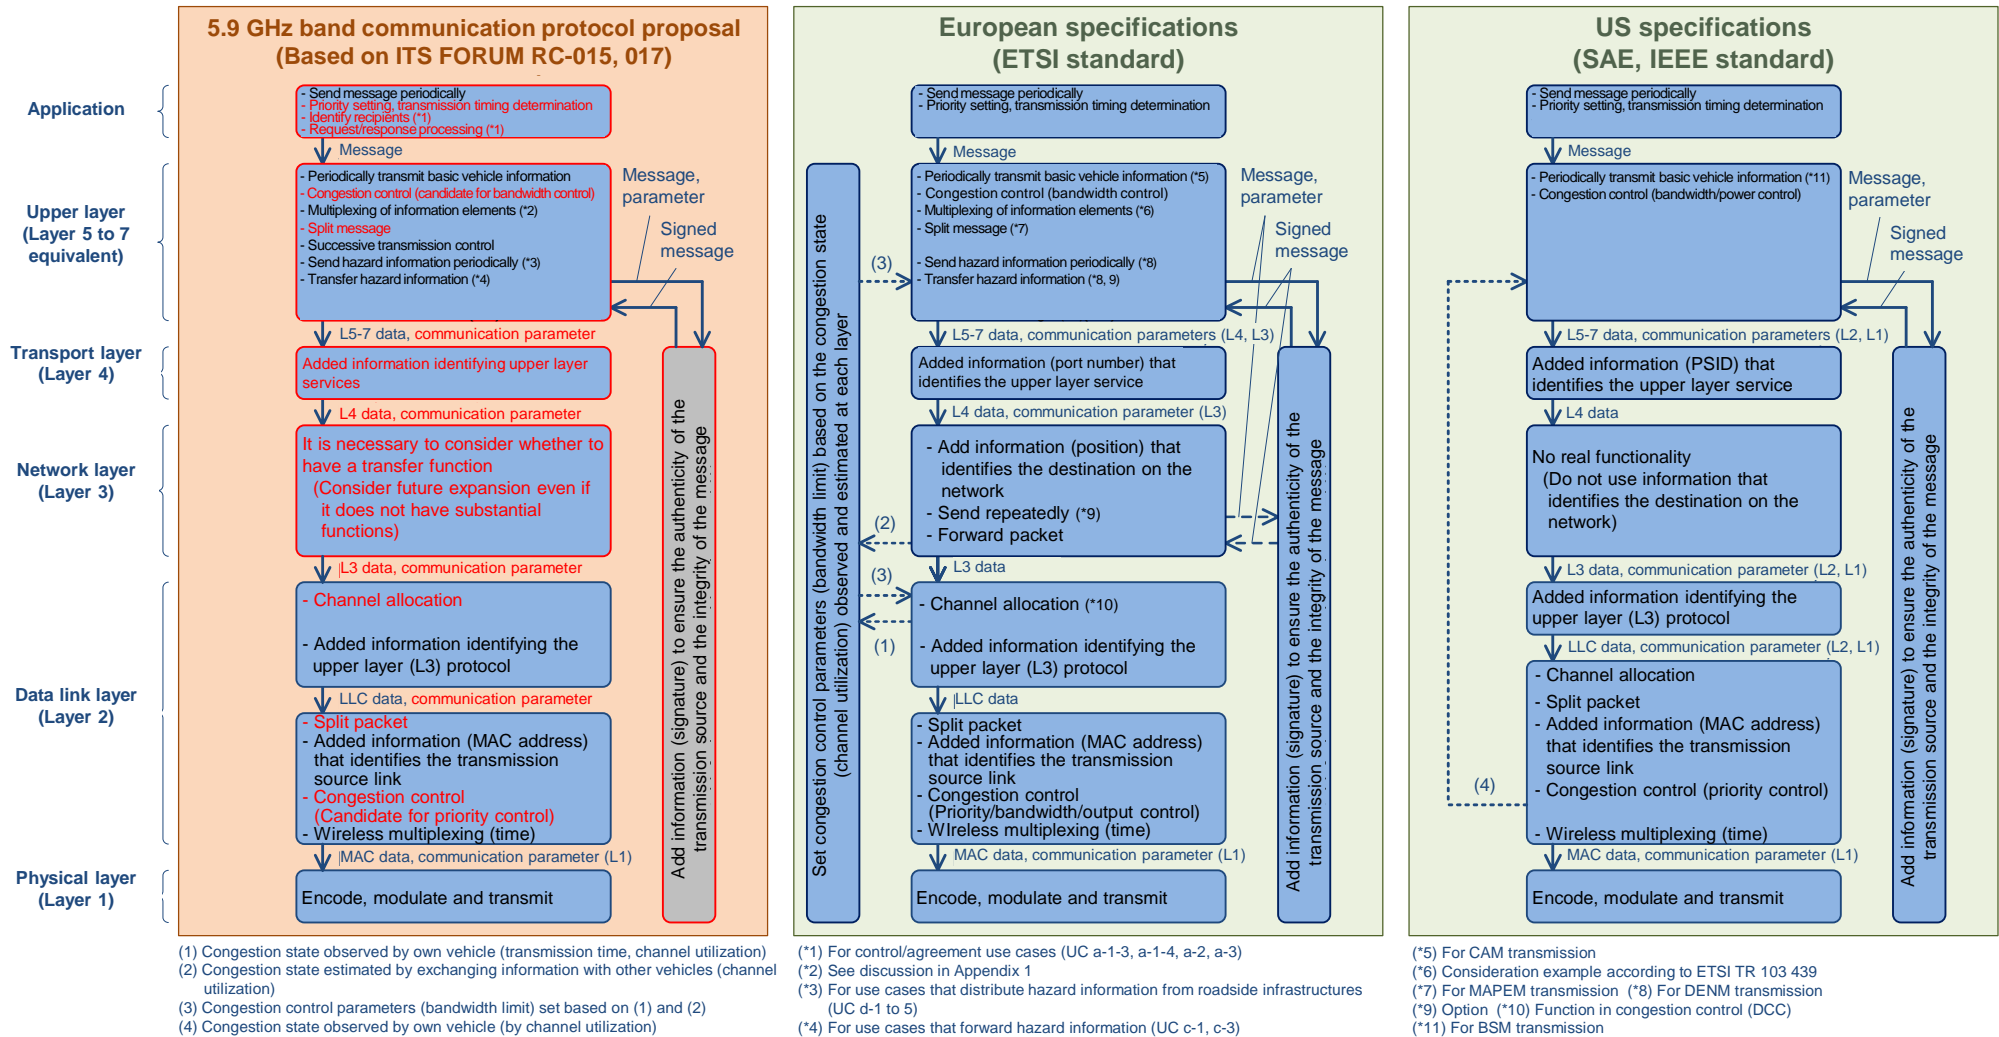 5.9 GHz band communication protocol proposal
(Based on ITS FORUM RC-015, 017)
European specifications
(ETSI standard)
US specifications
(SAE, IEEE standard)
Application
Upper layer
(Layer 5 to 7
equivalent)
Transport layer
(Layer 4)
Network layer
(Layer 3)
Data link layer
(Layer 2)
Physical layer
(Layer 1)
- Send message periodically
- Priority setting, transmission timing determination
- Identify recipients (*1)
- Request/response processing (*1)
Message
- Periodically transmit basic vehicle information
- Congestion control (candidate for bandwidth control)
- Multiplexing of information elements (*2)
- Split message
- Successive transmission control
- Send hazard information periodically (*3)
- Transfer hazard information (*4)
Message,
parameter
Signed
message
L5-7 data, communication parameter
Added information identifying upper layer
services
L4 data, communication parameter
It is necessary to consider whether to
have a transfer function
(Consider future expansion even if
it does not have substantial
functions)
L3 data, communication parameter
- Channel allocation
- Added information identifying the
upper layer (L3) protocol
LLC data, communication parameter
- Split packet
- Added information (MAC address)
that identifies the transmission
source link
- Congestion control
(Candidate for priority control)
- Wireless multiplexing (time)
MAC data, communication parameter (L1)
Encode, modulate and transmit
Add information (signature) to ensure the authenticity of the
transmission source and the integrity of the message
Set congestion control parameters (bandwidth limit) based on the congestion state
(channel utilization) observed and estimated at each layer
- Send message periodically
- Priority setting, transmission timing determination
Message
- Periodically transmit basic vehicle information (*5)
- Congestion control (bandwidth control)
- Multiplexing of information elements (*6)
- Split message (*7)
- Send hazard information periodically (*8)
- Transfer hazard information (*8, 9)
(3)
Message,
parameter
Signed
message
L5-7 data, communication parameters (L4, L3)
Added information (port number) that
identifies the upper layer service
L4 data, communication parameter (L3)
- Add information (position) that
identifies the destination on the
network
- Send repeatedly (*9)
- Forward packet
(2)
L3 data
(3)
- Channel allocation (*10)
(1)
- Added information identifying the
upper layer (L3) protocol
LLC data
- Split packet
- Added information (MAC address)
that identifies the transmission
source link
- Congestion control
(Priority/bandwidth/output control)
- WIreless multiplexing (time)
MAC data, communication parameter (L1)
Encode, modulate and transmit
Add information (signature) to ensure the authenticity of the
transmission source and the integrity of the message
- Send message periodically
- Priority setting, transmission timing determination
Message
- Periodically transmit basic vehicle information (*11)
- Congestion control (bandwidth/power control)
Message,
parameter
Signed
message
L5-7 data, communication parameters (L2, L1)
Added information (PSID) that
identifies the upper layer service
L4 data
No real functionality
(Do not use information that
identifies the destination on the
network)
L3 data, communication parameter (L2, L1)
Added information identifying the
upper layer (L3) protocol
LLC data, communication parameter (L2, L1)
- Channel allocation
- Split packet
- Added information (MAC address)
that identifies the transmission
source link
- Congestion control (priority control)
- Wireless multiplexing (time)
(4)
MAC data, communication parameter (L1)
Encode, modulate and transmit
Add information (signature) to ensure the authenticity of the
transmission source and the integrity of the message
(1) Congestion state observed by own vehicle (transmission time, channel utilization)
(2) Congestion state estimated by exchanging information with other vehicles (channel
utilization)
(3) Congestion control parameters (bandwidth limit) set based on (1) and (2)
(4) Congestion state observed by own vehicle (by channel utilization)
(*1) For control/agreement use cases (UC a-1-3, a-1-4, a-2, a-3)
(*2) See discussion in Appendix 1
(*3) For use cases that distribute hazard information from roadside infrastructures
(UC d-1 to 5)
(*4) For use cases that forward hazard information (UC c-1, c-3)
(*5) For CAM transmission
(*6) Consideration example according to ETSI TR 103 439
(*7) For MAPEM transmission (*8) For DENM transmission
(*9) Option (*10) Function in congestion control (DCC)
(*11) For BSM transmission